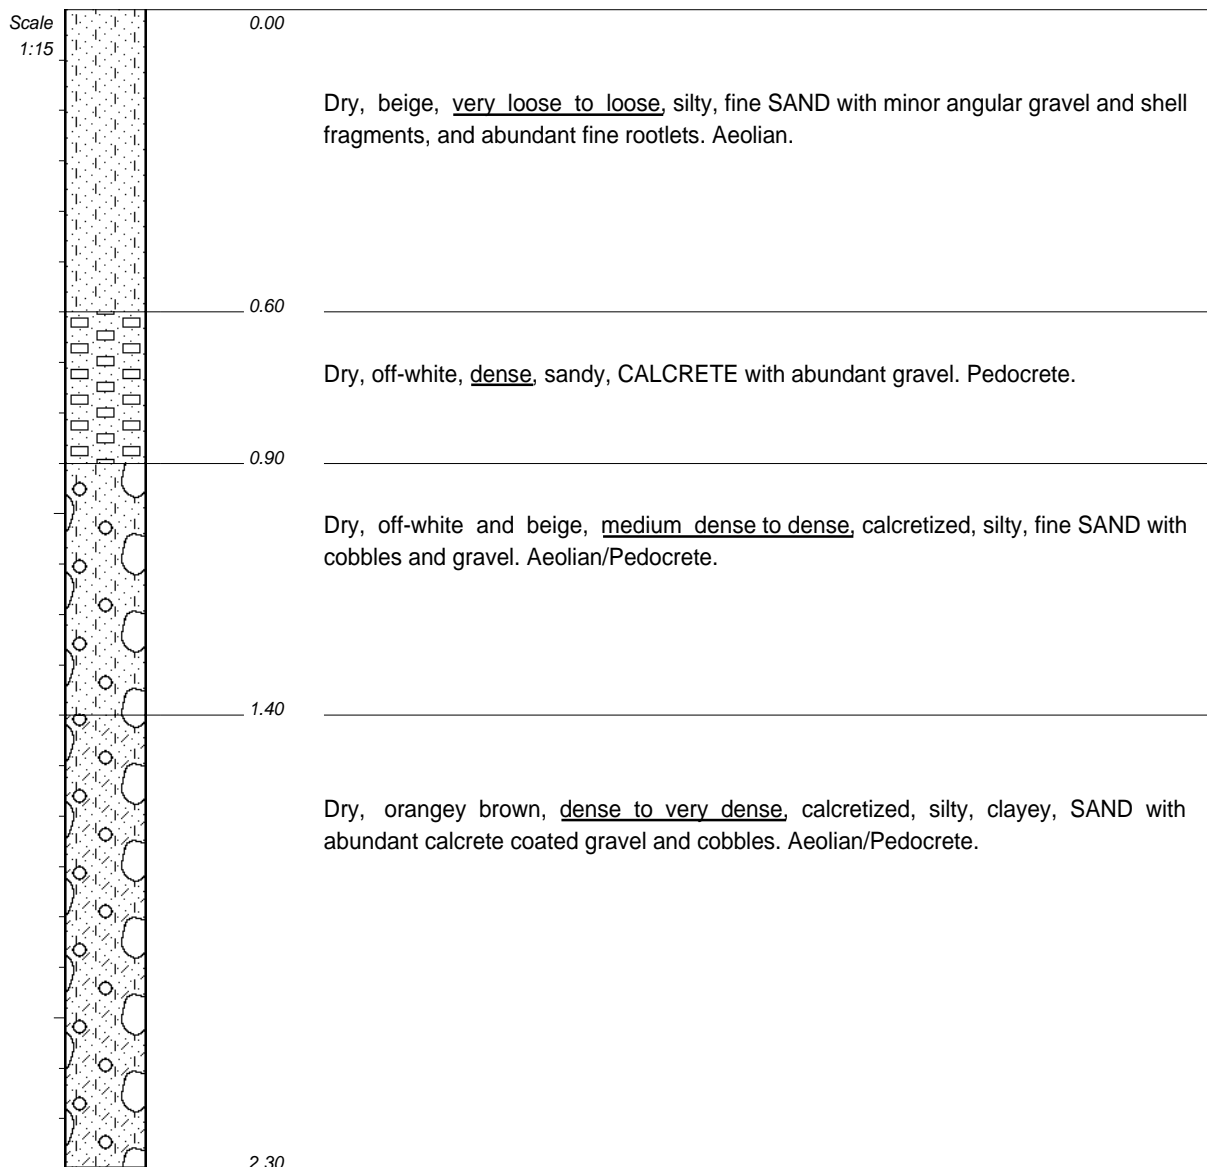 Scale
1:15
0.00
Dry, beige, very loose to loose, silty, fine SAND with minor angular gravel and shell
fragments, and abundant fine rootlets. Aeolian.
0.60
Dry, off-white, dense, sandy, CALCRETE with abundant gravel. Pedocrete.
0.90
Dry, off-white and beige, medium dense to dense, calcretized, silty, fine SAND with
cobbles and gravel. Aeolian/Pedocrete.
1.40
Dry, orangey brown, dense to very dense, calcretized, silty, clayey, SAND with
abundant calcrete coated gravel and cobbles. Aeolian/Pedocrete.
2.30